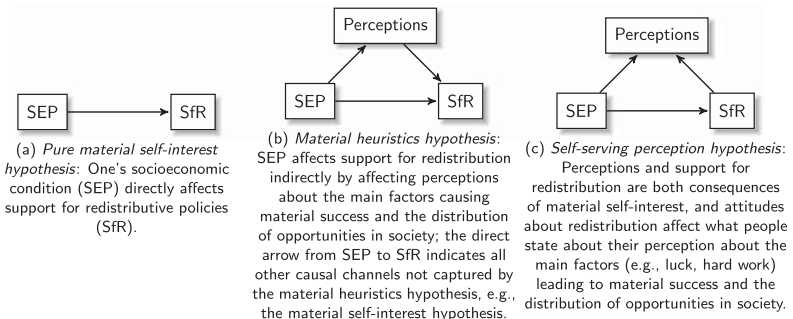 SEP
SfR
(a) Pure material self-interest
hypothesis: One's socioeconomic
condition (SEP) directly affects
support for redistributive policies
(SfR).
Perceptions
SEP
SfR
(b) Material heuristics hypothesis:
SEP affects support for redistribution
indirectly by affecting perceptions
about the main factors causing
material success and the distribution
of opportunities in society; the direct
arrow from SEP to SfR indicates all
other causal channels not captured by
the material heuristics hypothesis, e.g.,
the material self-interest hypothesis.
Perceptions
SEP
SfR
(c) Self-serving perception hypothesis:
Perceptions and support for
redistribution are both consequences
of material self-interest, and attitudes
about redistribution affect what people
state about their perception about the
main factors (e.g., luck, hard work)
leading to material success and the
distribution of opportunities in society.